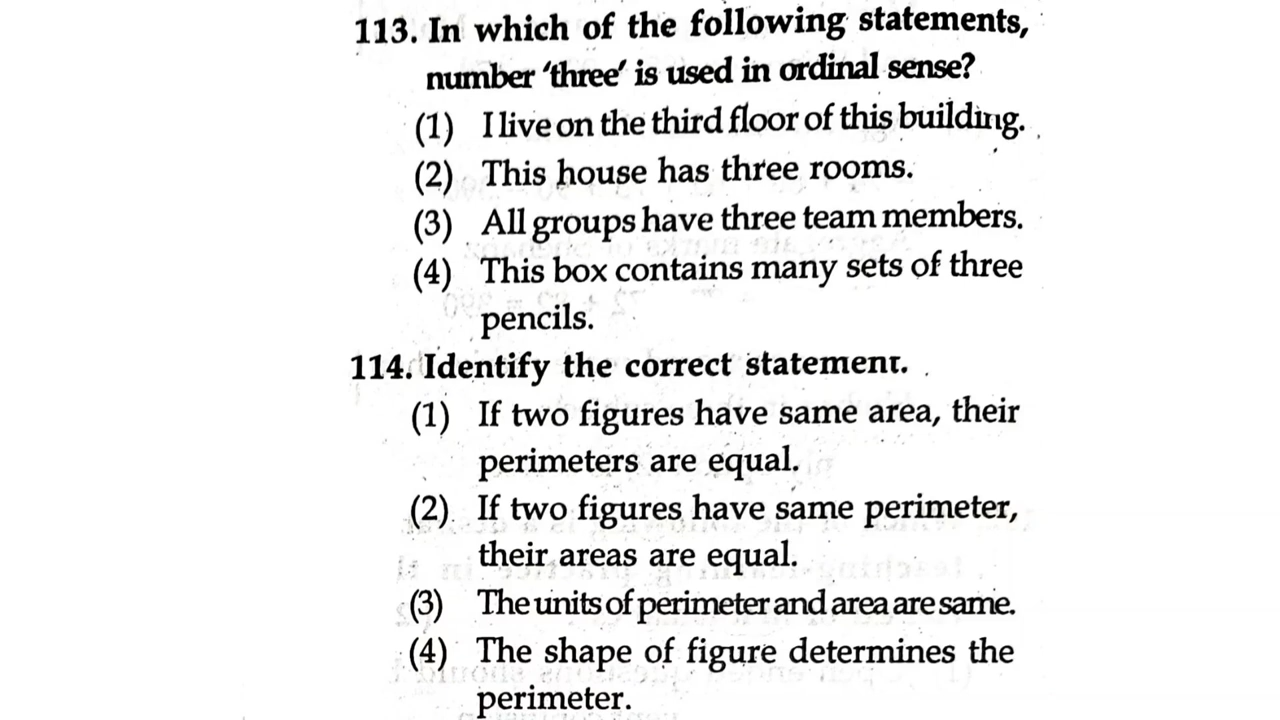 113. In which of the following statements,
number 'three' is used in ordinal sense?
(1) I live on the third floor of this building.
(2) This house has three rooms.
(3) All groups have three team members.
(4) This box contains many sets of three
pencils.
114. Identify the correct statement.
(1) If two figures have same area, their
perimeters are equal.
(2) If two figures have same perimeter,
their areas are equal.
(3) The units of perimeter and area are same.
(4) The shape of figure determines the
perimeter.